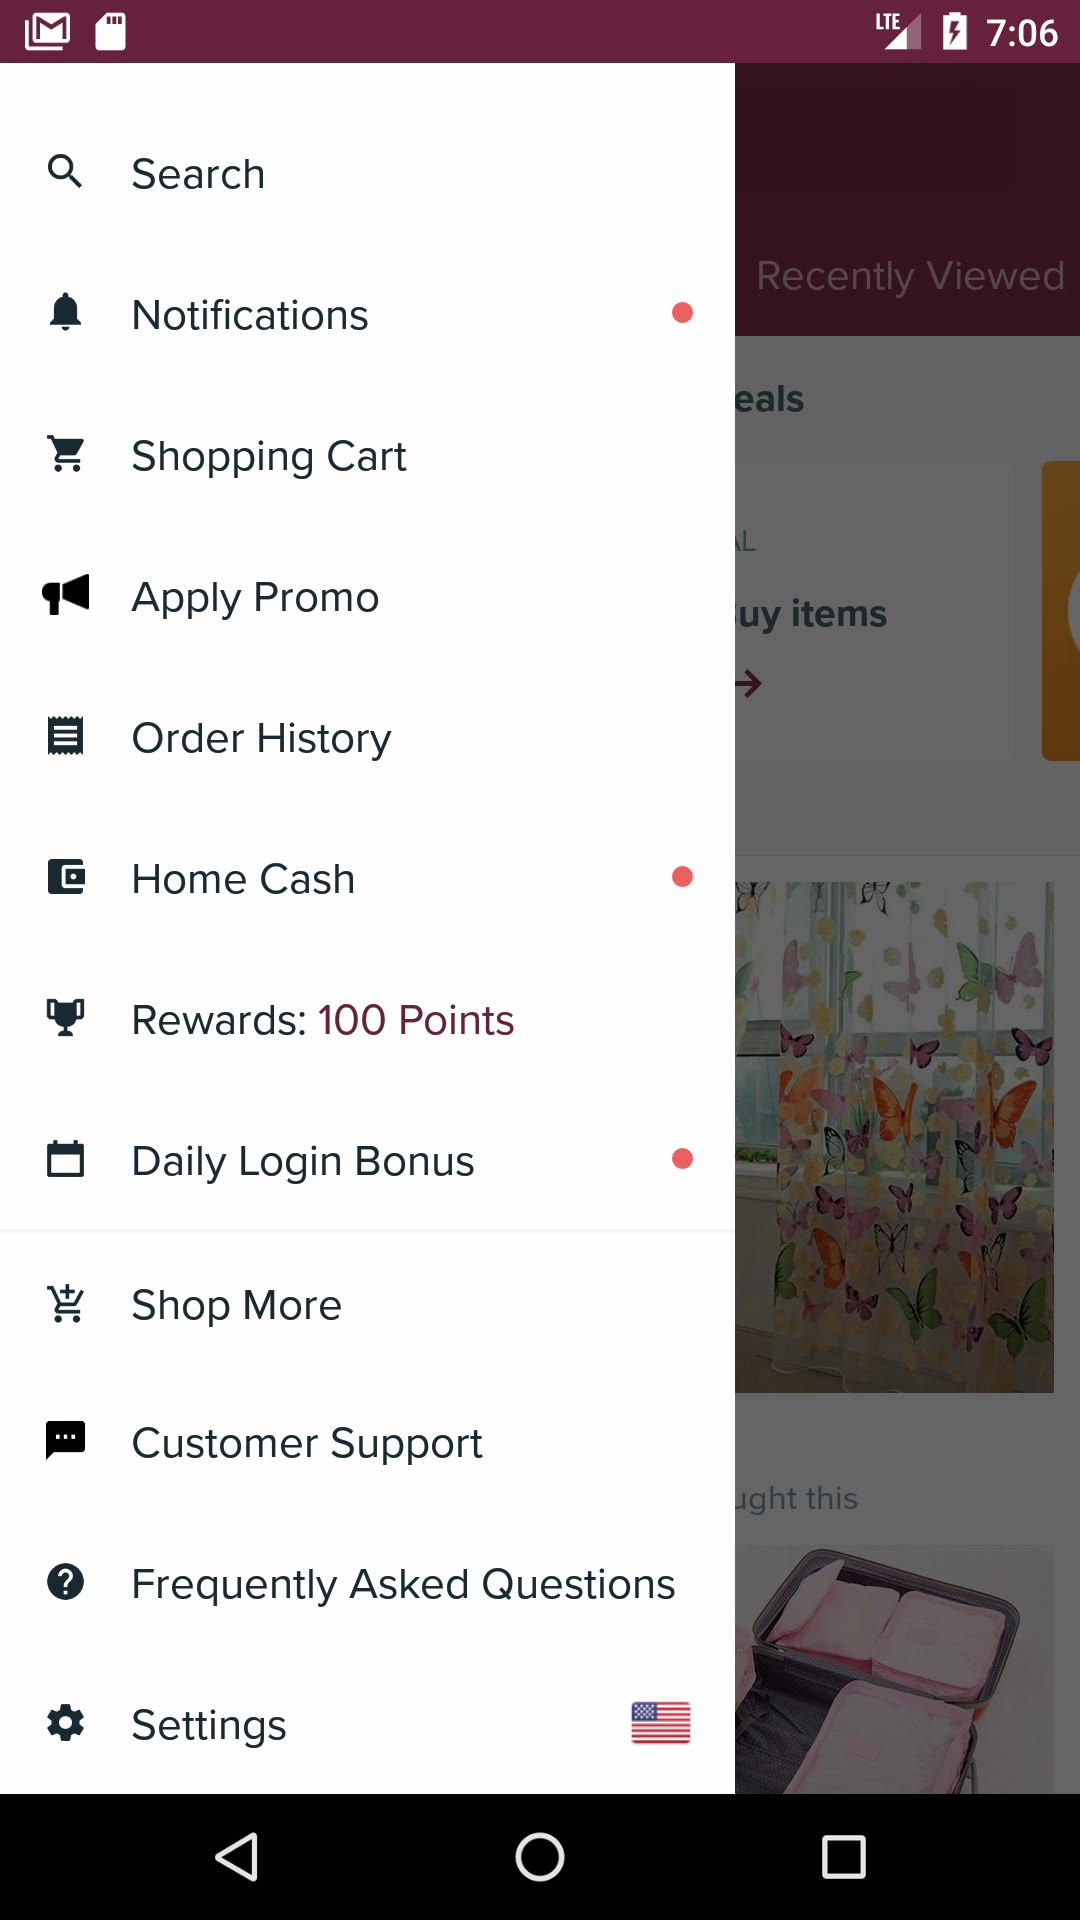 LTE 7:06
Search
Recently Viewed
Notifications
eals
Shopping Cart
AL
Apply Promo
Buy items
Order History
Home Cash
Rewards: 100 Points
Daily Login Bonus
Shop More
Customer Support
ught this
Frequently Asked Questions
Settings